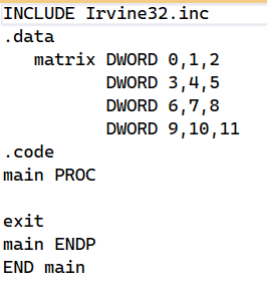 INCLUDE Irvine32.inc
.data
   matrix DWORD 0,1,2
          DWORD 3,4,5
          DWORD 6,7,8
          DWORD 9,10,11
.code
main PROC

exit
main ENDP
END main